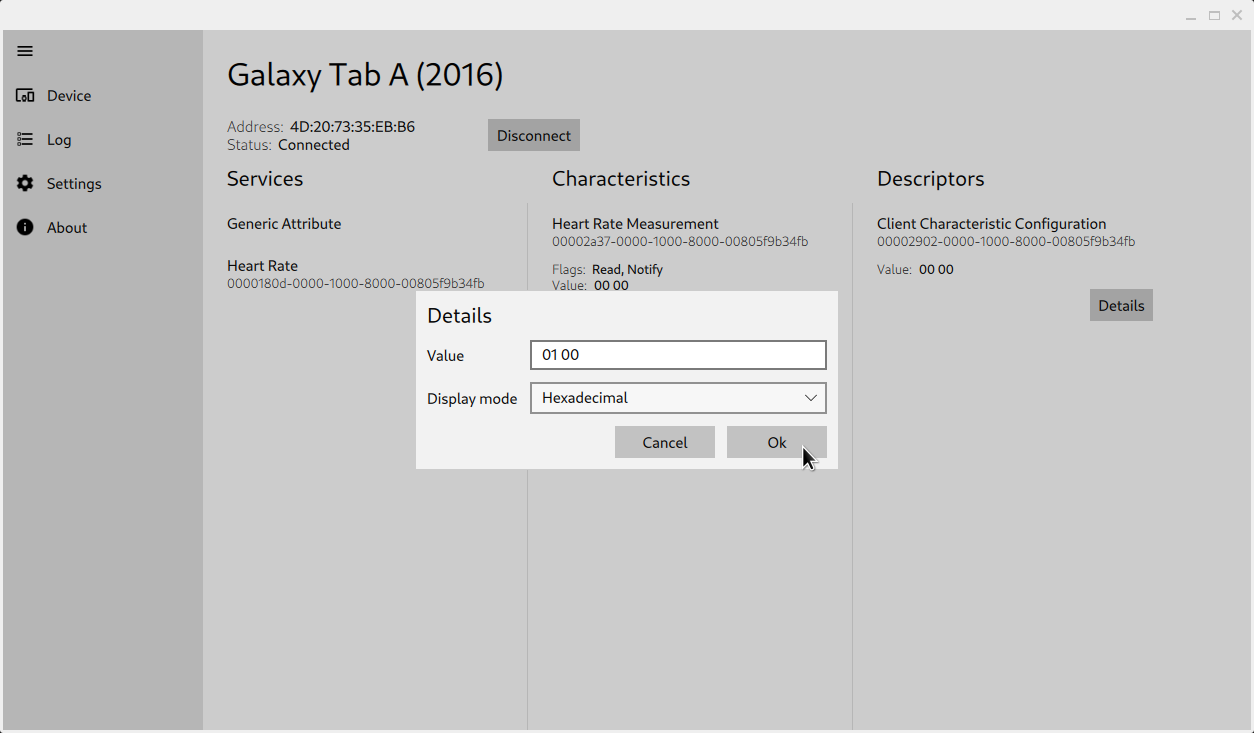 Device
Log
Settings
About
Galaxy Tab A (2016)
Address: 4D:20:73:35:EB:B6
Status: Connected
Disconnect
Services
Generic Attribute
Heart Rate
0000180d-0000-1000-8000-00805f9b34fb
Characteristics
Heart Rate Measurement
00002a37-0000-1000-8000-00805f9b34fb
Flags: Read, Notify
Value: 00 00
Descriptors
Client Characteristic Configuration
00002902-0000-1000-8000-00805f9b34fb
Value: 00 00
Details
Details
Value 01 00
Display mode Hexadecimal
Cancel Ok